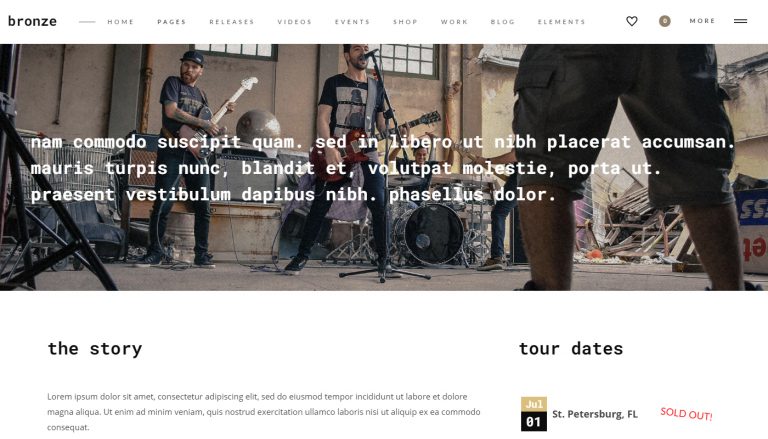 bronze HOME PAGES RELEASES VIDEOS EVENTS SHOP WORK BLOG ELEMENTS 0 MORE
nam commodo suscipit quam. sed in libero ut nibh placerat accumsan.
mauris turpis nunc, blandit et, volutpat molestie, porta ut.
praesent vestibulum dapibus nibh. phasellus dolor.
the story
Lorem ipsum dolor sit amet, consectetur adipiscing elit, sed do eiusmod tempor incididunt ut labore et dolore
magna aliqua. Ut enim ad minim veniam, quis nostrud exercitation ullamco laboris nisi ut aliquip ex ea commodo
consequat.
tour dates
Jul
01
St. Petersburg, FL
SOLD OUT!